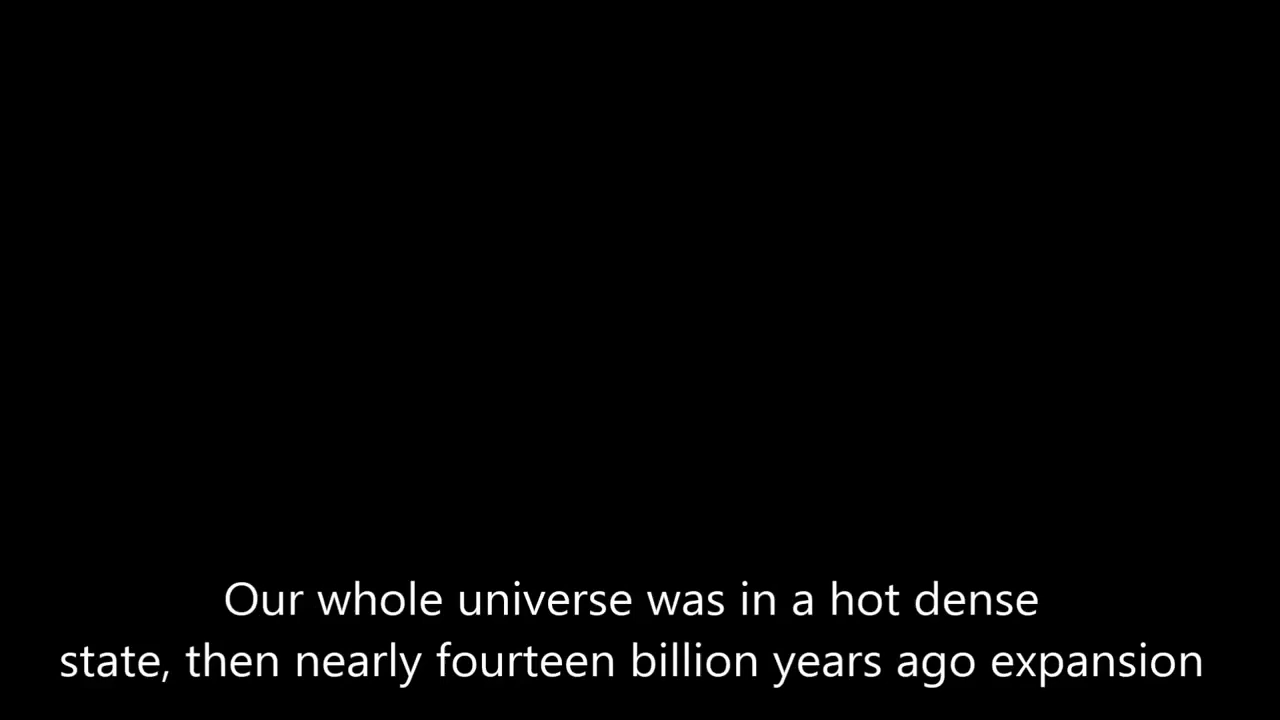 Our whole universe was in a hot dense
state, then nearly fourteen billion years ago expansion